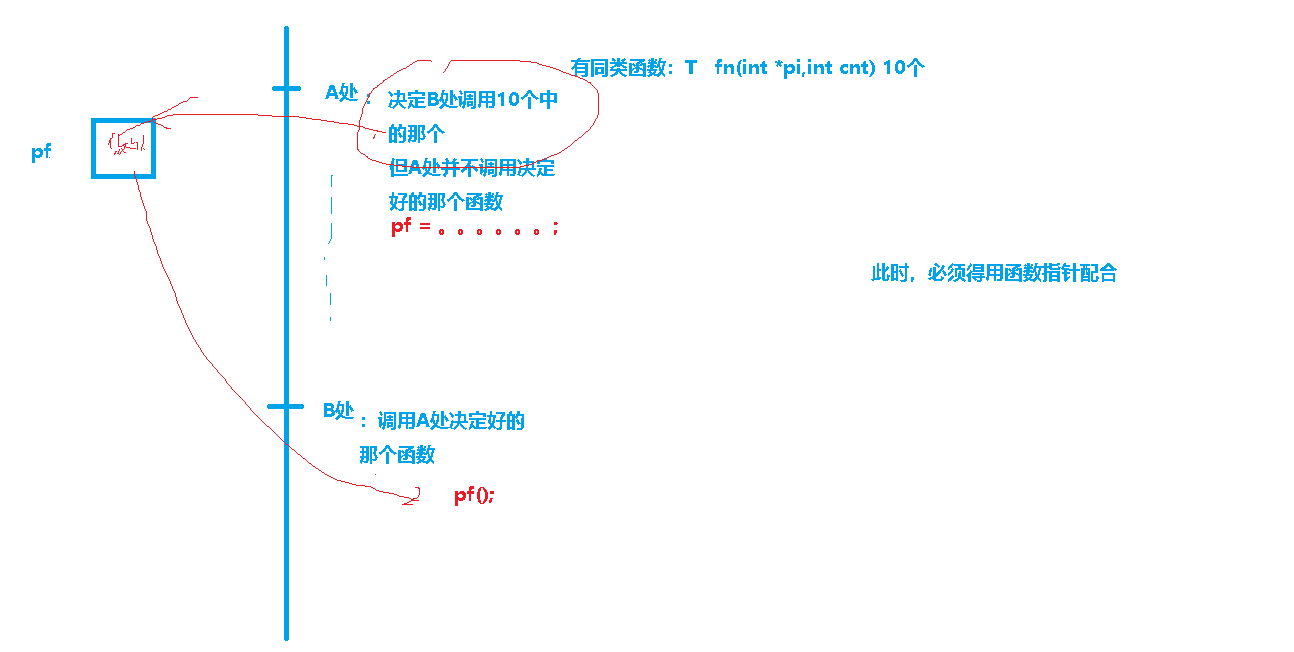 有同类函数：T fn(int *pi,int cnt) 10个
A处 ：决定B处调用10个中
的那个
但A处并不调用决定
好的那个函数
pf = 。。。。。。;
pf
此时，必须得用函数指针配合
B处 ：调用A处决定好的
那个函数
pf();